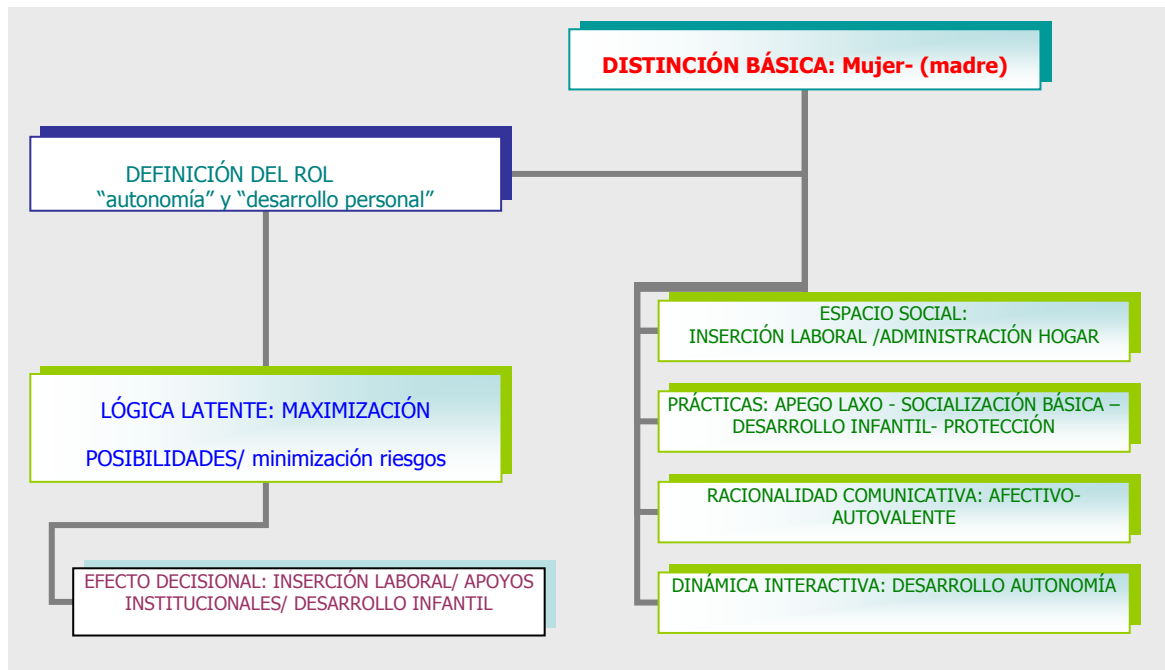 DISTINCIÓN BÁSICA: Mujer- (madre)
DEFINICIÓN DEL ROL
“autonomía” y “desarrollo personal”
LÓGICA LATENTE: MAXIMIZACIÓN
POSIBILIDADES/ minimización riesgos
EFECTO DECISIONAL: INSERCIÓN LABORAL/ APOYOS
INSTITUCIONALES/ DESARROLLO INFANTIL
ESPACIO SOCIAL:
INSERCIÓN LABORAL /ADMINISTRACIÓN HOGAR
PRÁCTICAS: APEGO LAXO - SOCIALIZACIÓN BÁSICA –
DESARROLLO INFANTIL- PROTECCIÓN
RACIONALIDAD COMUNICATIVA: AFECTIVO-
AUTOVALENTE
DINÁMICA INTERACTIVA: DESARROLLO AUTONOMÍA